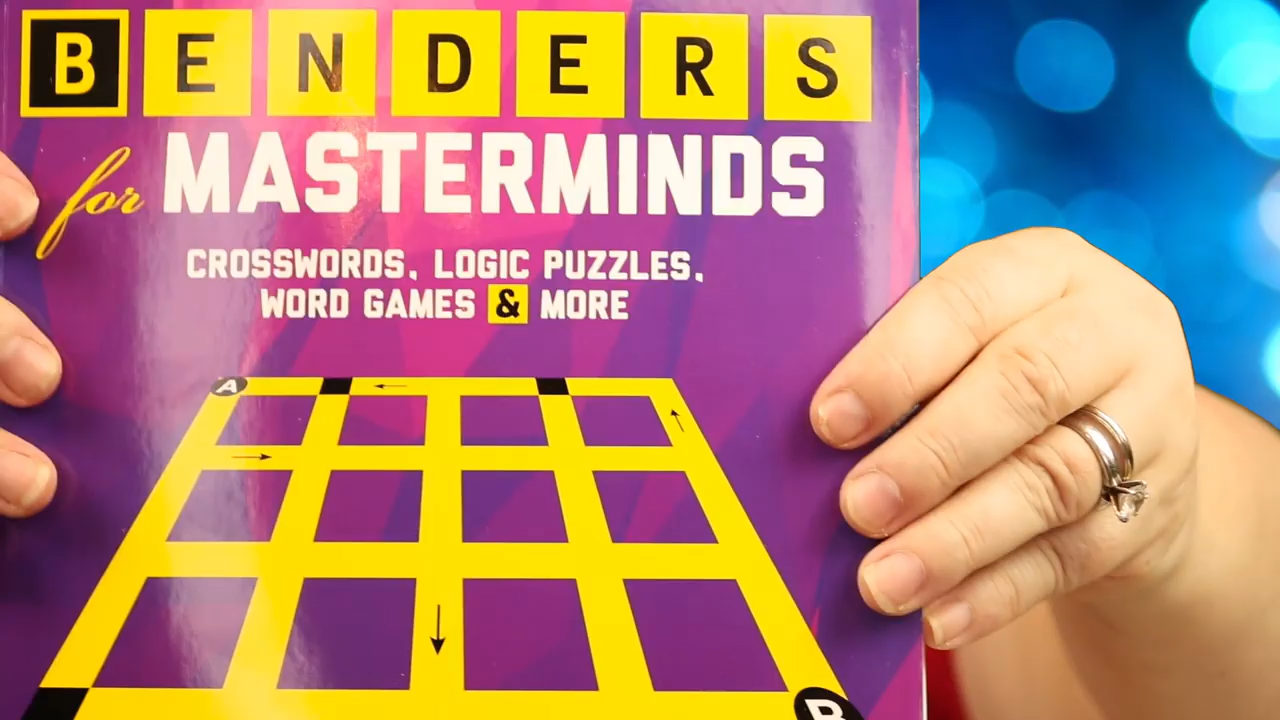 BENDERS
for MASTERMINDS
CROSSWORDS, LOGIC PUZZLES,
WORD GAMES & MORE
A
B